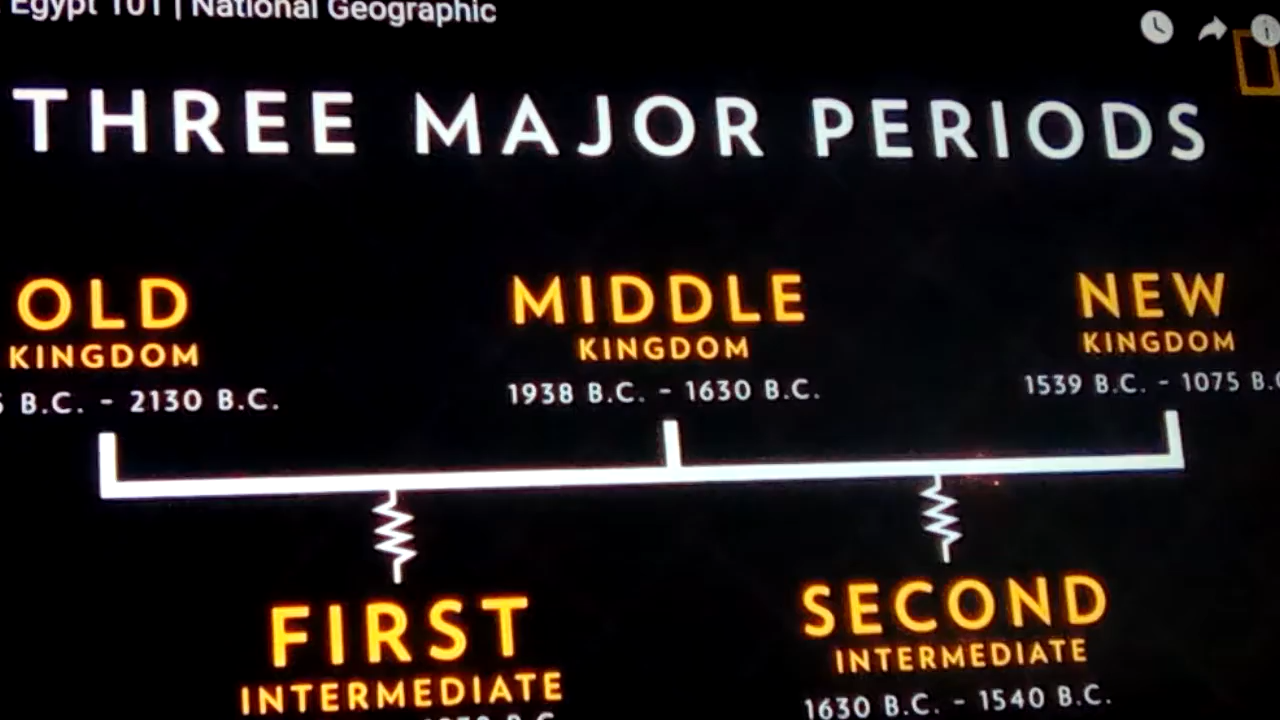 Egypt 101 | National Geographic
THREE MAJOR PERIODS
OLD
KINGDOM
B.C. - 2130 B.C.
MIDDLE
KINGDOM
1938 B.C. - 1630 B.C.
NEW
KINGDOM
1539 B.C. - 1075
FIRST
INTERMEDIATE
SECOND
INTERMEDIATE
1630 B.C. - 1540 B.C.